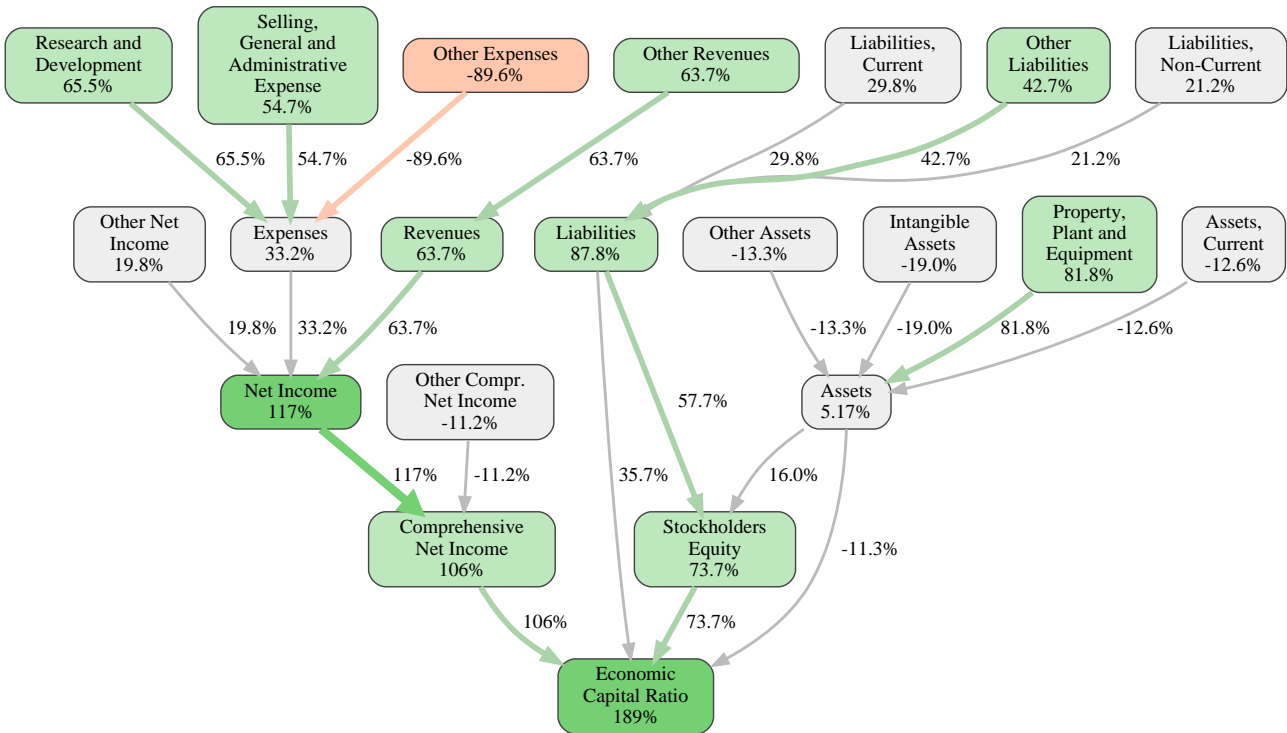 Research and
Development
65.5%
Selling,
General and
Administrative
Expense
54.7%
Other Expenses
-89.6%
Other Revenues
63.7%
Liabilities,
Current
29.8%
Other
Liabilities
42.7%
Liabilities,
Non-Current
21.2%
65.5%
54.7%
-89.6%
63.7%
29.8%
42.7%
21.2%
Other Net
Income
19.8%
Expenses
33.2%
Revenues
63.7%
Liabilities
87.8%
Other Assets
-13.3%
Intangible
Assets
-19.0%
Property,
Plant and
Equipment
81.8%
Assets,
Current
-12.6%
19.8%
33.2%
63.7%
-13.3%
-19.0%
81.8%
-12.6%
Net Income
117%
Other Compr.
Net Income
-11.2%
57.7%
Assets
5.17%
117%
-11.2%
35.7%
16.0%
-11.3%
Comprehensive
Net Income
106%
Stockholders
Equity
73.7%
106%
73.7%
Economic
Capital Ratio
189%